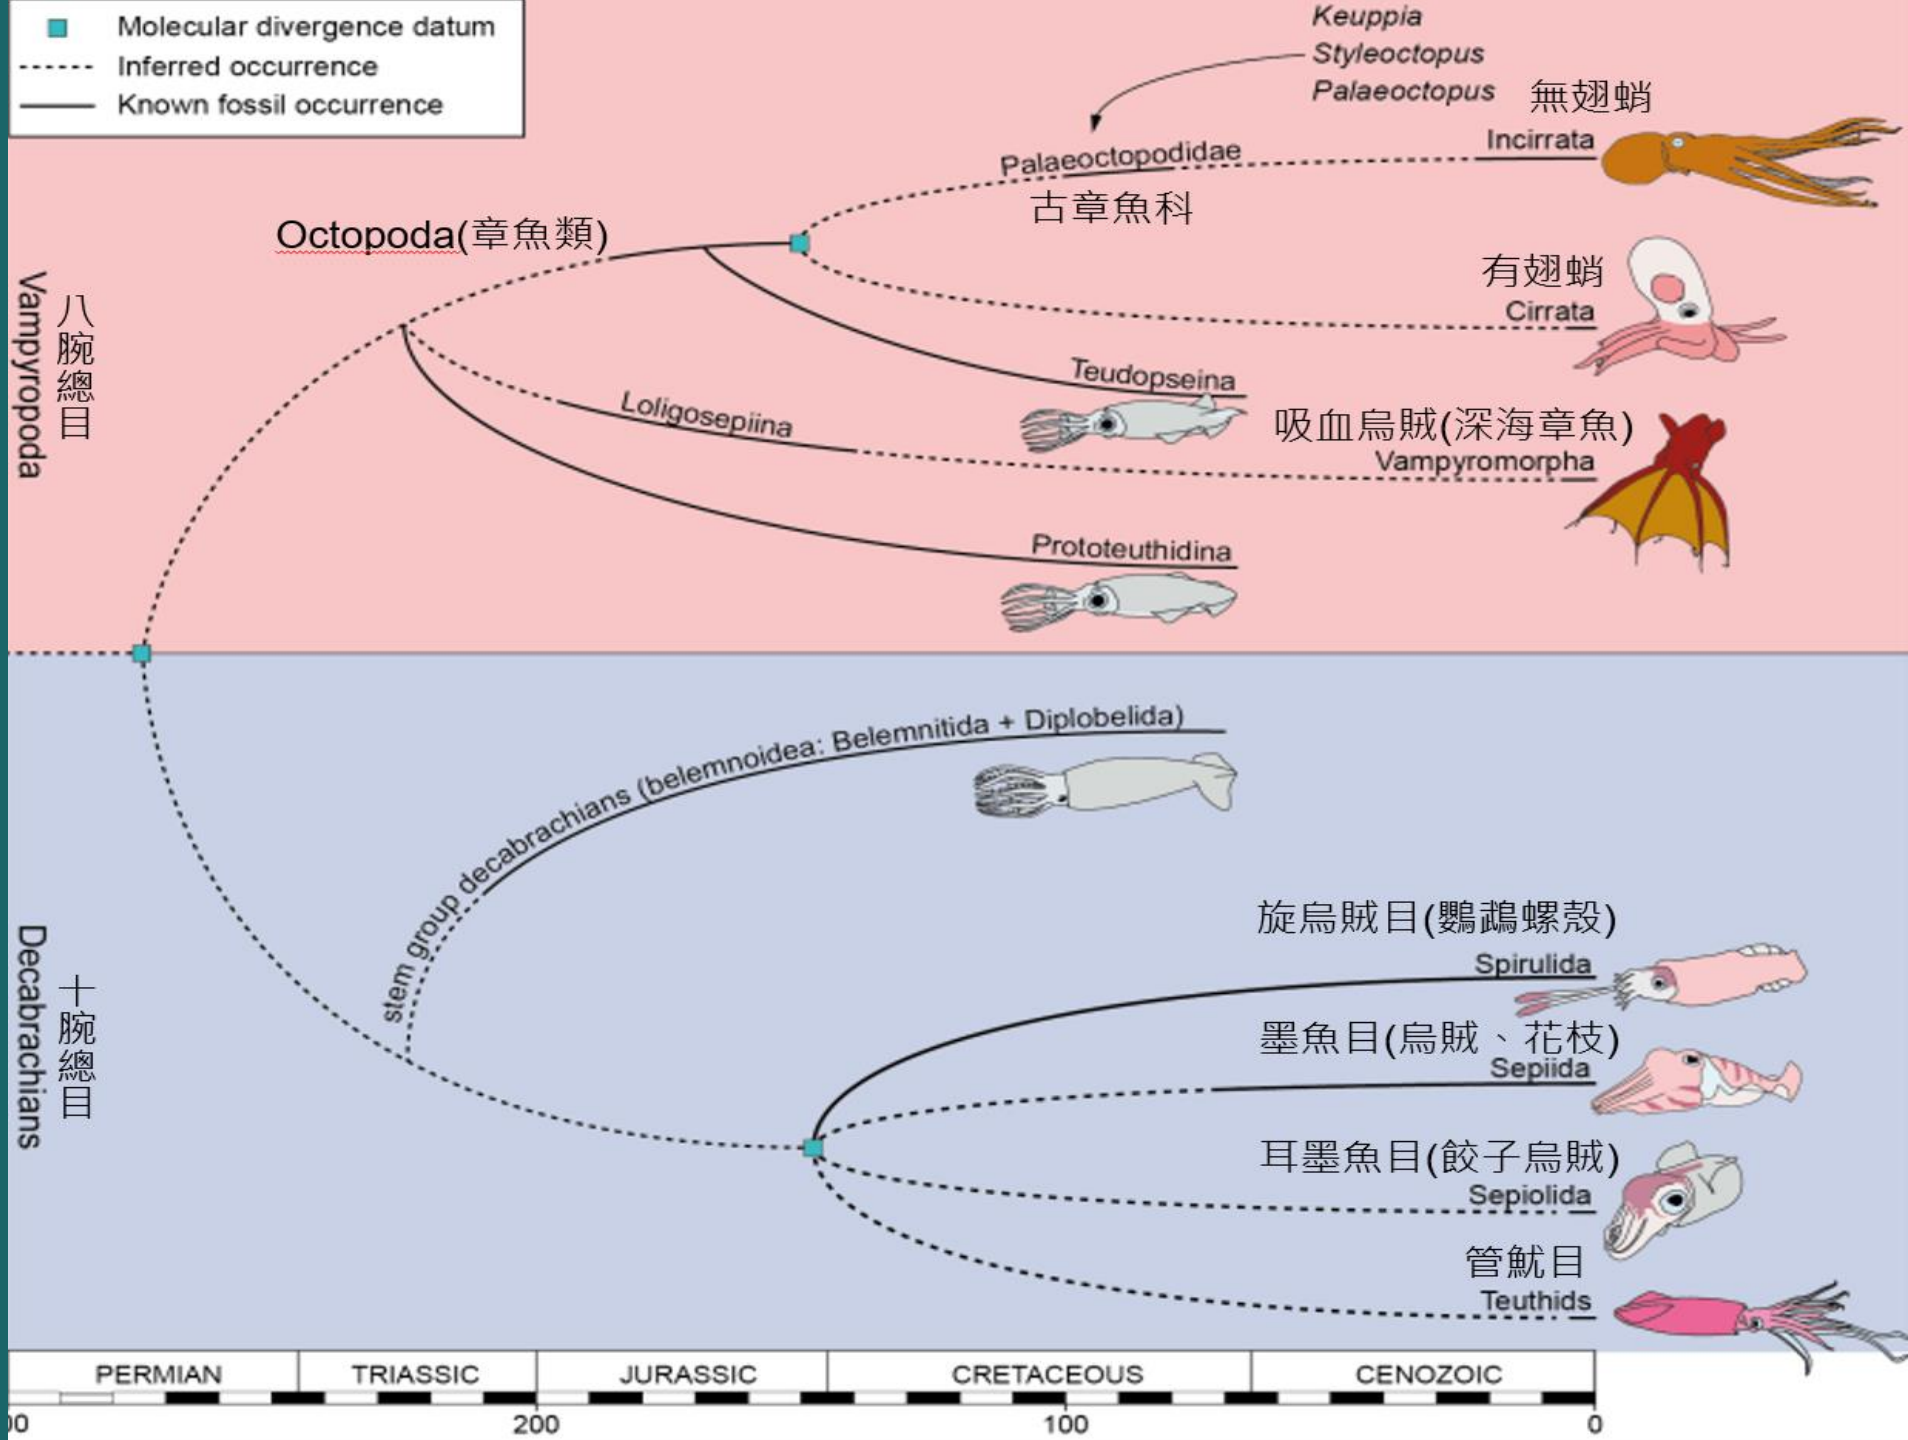 Molecular divergence datum
Inferred occurrence
Known fossil occurrence
Keuppia
Styleoctopus
Palaeoctopus
無翅蛸
Incirrata
Palaeoctopodidae
古章魚科
Octopoda(章魚類)
有翅蛸
Cirrata
Vampyropoda
八腕總目
Teudopseina
Loligosepiina
吸血烏賊(深海章魚)
Vampyromorpha
Prototeuthidina
stem group decabrachians (belemnoidea: Belemnitida + Diplobelida)
Decabrachians
十腕總目
旋烏賊目(鸚鵡螺殼)
Spirulida
墨魚目(烏賊、花枝)
Sepiida
耳墨魚目(餃子烏賊)
Sepiolida
管魷目
Teuthids
PERMIAN TRIASSIC JURASSIC CRETACEOUS CENOZOIC
00 200 100 0